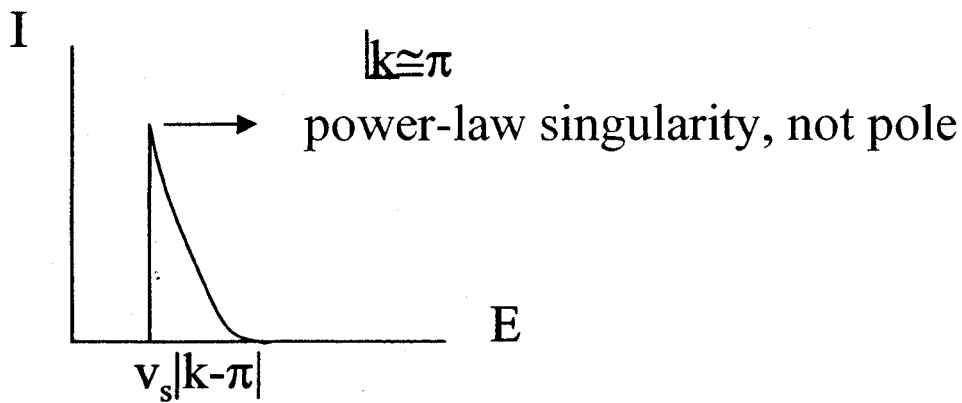 I
|k≅π
power-law singularity, not pole
E
vₛ|k-π|